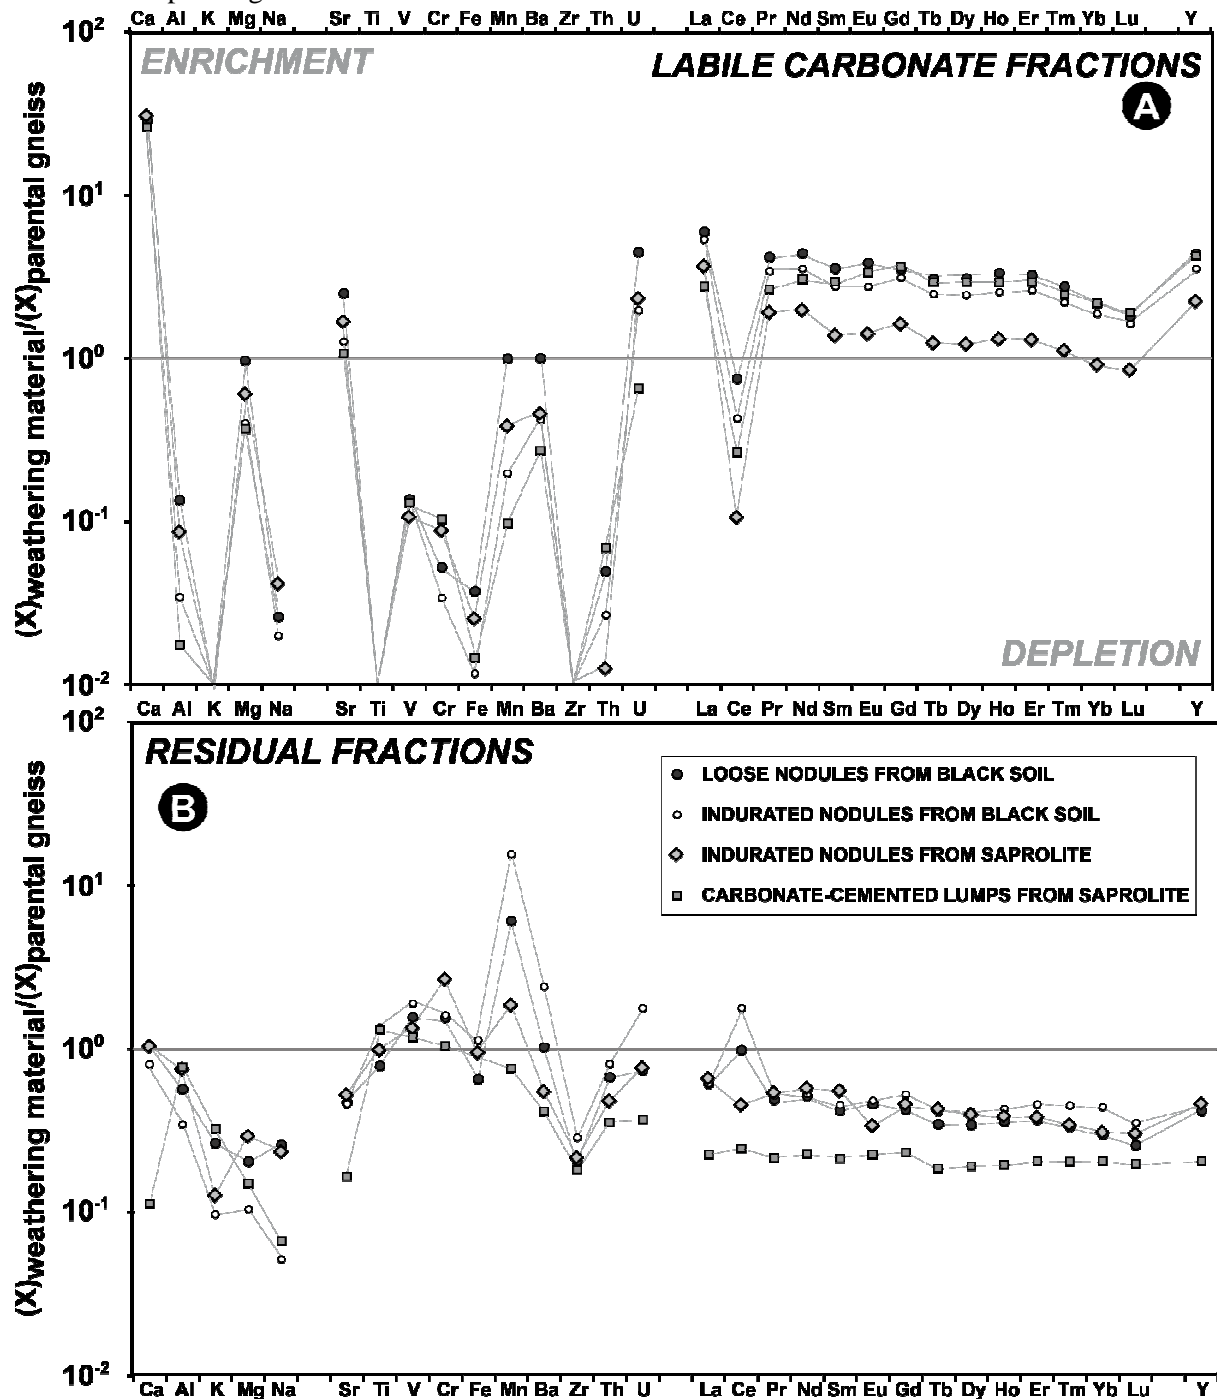 Ca Al K Mg Na Sr Ti V Cr Fe Mn Ba Zr Th U La Ce Pr Nd Sm Eu Gd Tb Dy Ho Er Tm Yb Lu Y
10²
ENRICHMENT
LABILE CARBONATE FRACTIONS
A
(X)weathering material/(X)parental gneiss
10¹
10⁰
10⁻¹
DEPLETION
10⁻²
Ca Al K Mg Na Sr Ti V Cr Fe Mn Ba Zr Th U La Ce Pr Nd Sm Eu Gd Tb Dy Ho Er Tm Yb Lu Y
10²
RESIDUAL FRACTIONS
B
LOOSE NODULES FROM BLACK SOIL
INDURATED NODULES FROM BLACK SOIL
INDURATED NODULES FROM SAPROLITE
CARBONATE-CEMENTED LUMPS FROM SAPROLITE
(X)weathering material/(X)parental gneiss
10¹
10⁰
10⁻¹
10⁻²
Ca Al K Mg Na Sr Ti V Cr Fe Mn Ba Zr Th U La Ce Pr Nd Sm Eu Gd Tb Dy Ho Er Tm Yb Lu Y